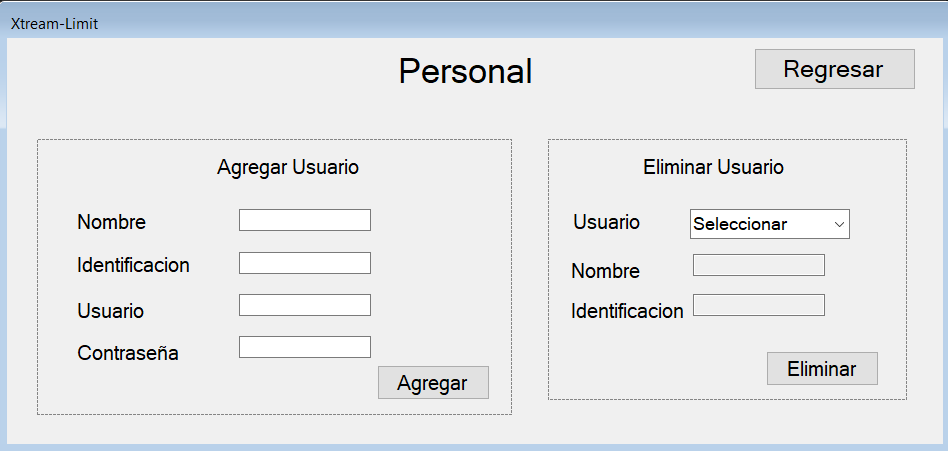 Xtream-Limit
Personal
Regresar
Agregar Usuario
Nombre
Identificacion
Usuario
Contraseña
Agregar
Eliminar Usuario
Usuario
Seleccionar
Nombre
Identificacion
Eliminar